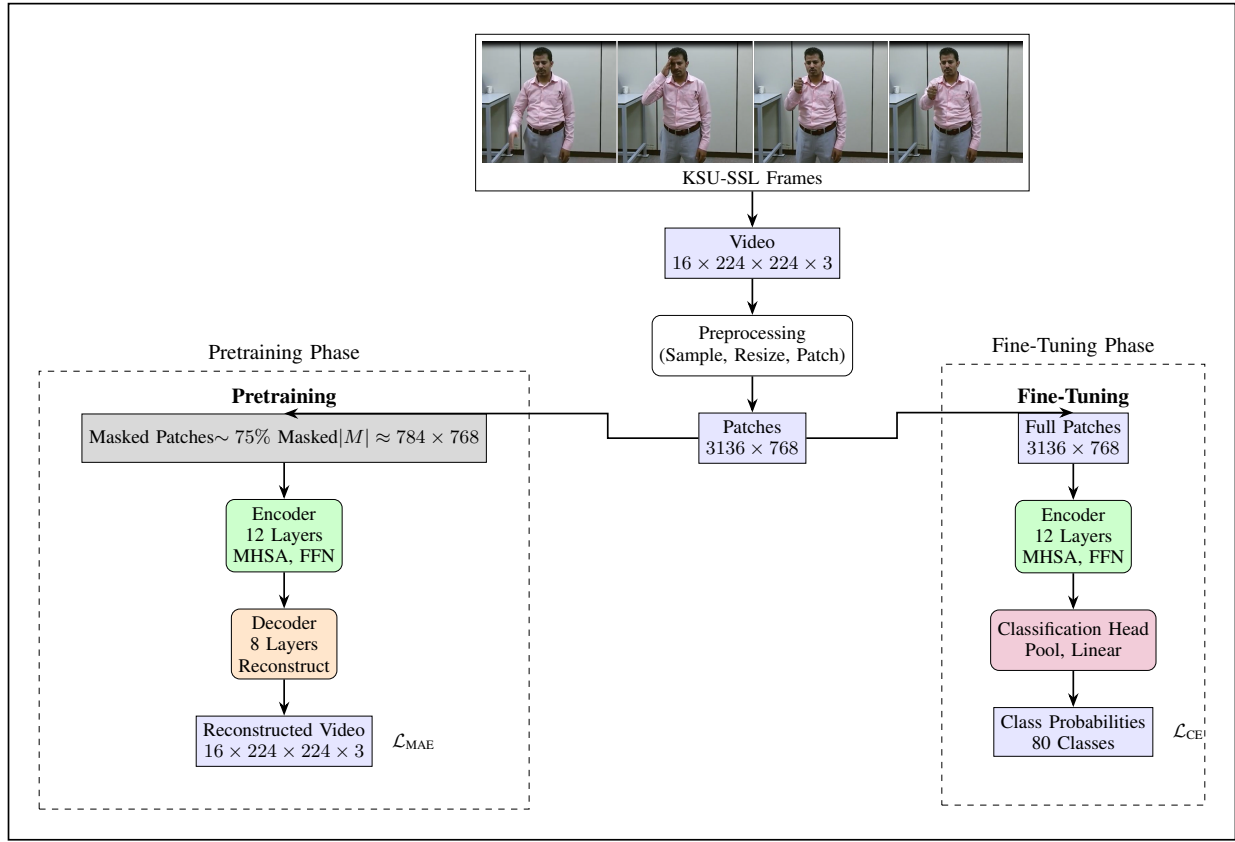 KSU-SSL Frames
Video
16 × 224 × 224 × 3
Preprocessing
(Sample, Resize, Patch)
Patches
3136 × 768
Pretraining Phase
Pretraining
Masked Patches∼ 75% Masked|M| ≈ 784 × 768
Encoder
12 Layers
MHSA, FFN
Decoder
8 Layers
Reconstruct
Reconstructed Video
16 × 224 × 224 × 3
ℒMAE
Fine-Tuning Phase
Fine-Tuning
Full Patches
3136 × 768
Encoder
12 Layers
MHSA, FFN
Classification Head
Pool, Linear
Class Probabilities
80 Classes
ℒCE